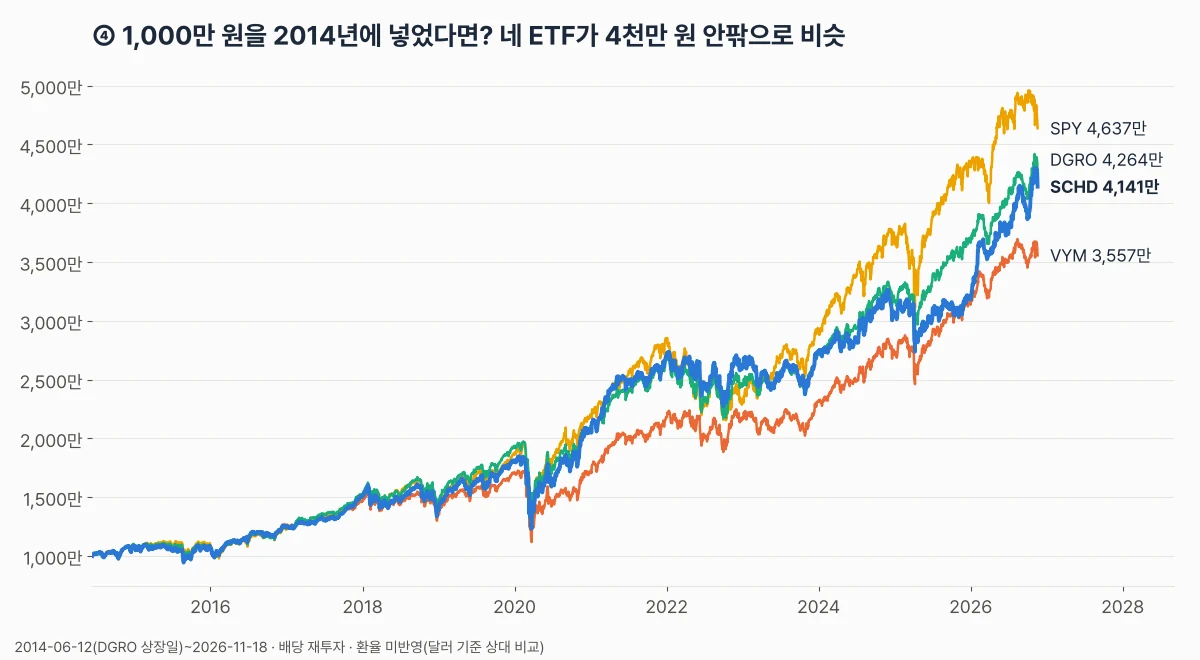 ④ 1,000만 원을 2014년에 넣었다면? 네 ETF가 4천만 원 안팎으로 비슷
5,000만
4,500만
4,000만
3,500만
3,000만
2,500만
2,000만
1,500만
1,000만
SPY 4,637만
DGRO 4,264만
SCHD 4,141만
VYM 3,557만
2016 2018 2020 2022 2024 2026 2028
2014-06-12(DGRO 상장일)~2026-11-18 · 배당 재투자 · 환율 미반영(달러 기준 상대 비교)